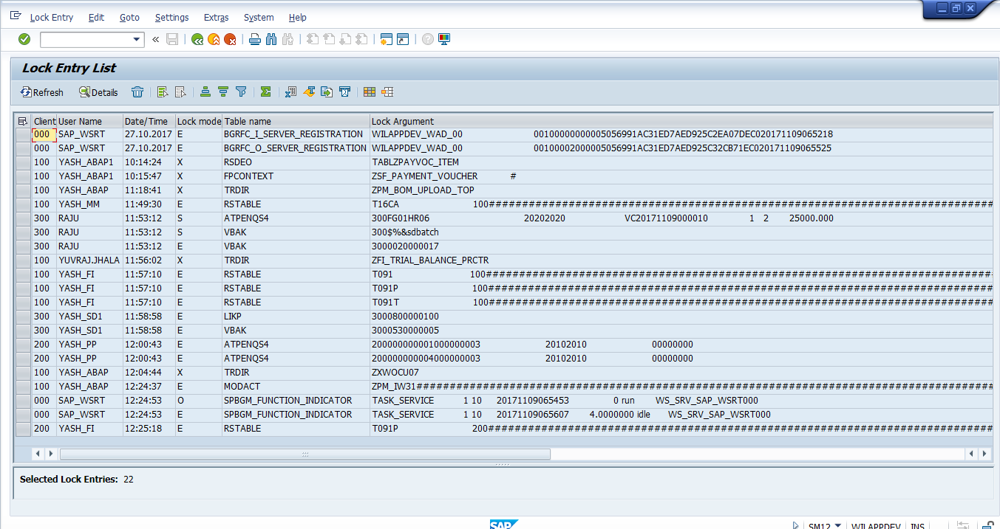 Lock Entry Edit Goto Settings Extras System Help
Lock Entry List
Refresh Details
Client User Name Date/Time Lock mode Table name Lock Argument
000 SAP_WSRT 27.10.2017 E BGRFC_I_SERVER_REGISTRATION WILAPPDEV_WAD_00 00100000000005056991AC31ED7AED925C2EA07DEC020171109065218
000 SAP_WSRT 27.10.2017 E BGRFC_O_SERVER_REGISTRATION WILAPPDEV_WAD_00 00100002000005056991AC31ED7AED925C32CB71EC020171109065525
100 YASH_ABAP1 10:14:24 X RSDEO TABLZPAYVOC_ITEM
100 YASH_ABAP1 10:15:47 X FPCONTEXT ZSF_PAYMENT_VOUCHER #
100 YASH_ABAP 11:18:41 X TRDIR ZPM_BOM_UPLOAD_TOP
100 YASH_MM 11:49:30 E RSTABLE T16CA 100##############################################################################
300 RAJU 11:53:12 S ATPENQS4 300FG01HR06 20202020 VC20171109000010 1 2 25000.000
300 RAJU 11:53:12 S VBAK 300$%&sdbatch
300 RAJU 11:53:12 E VBAK 3000020000017
100 YUVRAJ.JHALA 11:56:02 X TRDIR ZFI_TRIAL_BALANCE_PRCTR
100 YASH_FI 11:57:10 E RSTABLE T091 100##############################################################################
100 YASH_FI 11:57:10 E RSTABLE T091P 100##############################################################################
100 YASH_FI 11:57:10 E RSTABLE T091T 100##############################################################################
300 YASH_SD1 11:58:58 E LIKP 3000800000100
300 YASH_SD1 11:58:58 E VBAK 3000530000005
200 YASH_PP 12:00:43 E ATPENQS4 200000000001000000003 20102010 00000000
200 YASH_PP 12:00:43 E ATPENQS4 200000000004000000003 20102010 00000000
100 YASH_ABAP 12:04:44 X TRDIR ZXWOCU07
100 YASH_ABAP 12:24:37 E MODACT ZPM_IW31########################################################################################
000 SAP_WSRT 12:24:53 O SPBGM_FUNCTION_INDICATOR TASK_SERVICE 1 10 20171109065453 0 run WS_SRV_SAP_WSRT000
000 SAP_WSRT 12:24:53 E SPBGM_FUNCTION_INDICATOR TASK_SERVICE 1 10 20171109065607 4.0000000 idle WS_SRV_SAP_WSRT000
200 YASH_FI 12:25:18 E RSTABLE T091P 200##############################################################################
Selected Lock Entries: 22
SAP SM12 WILAPPDEV INS